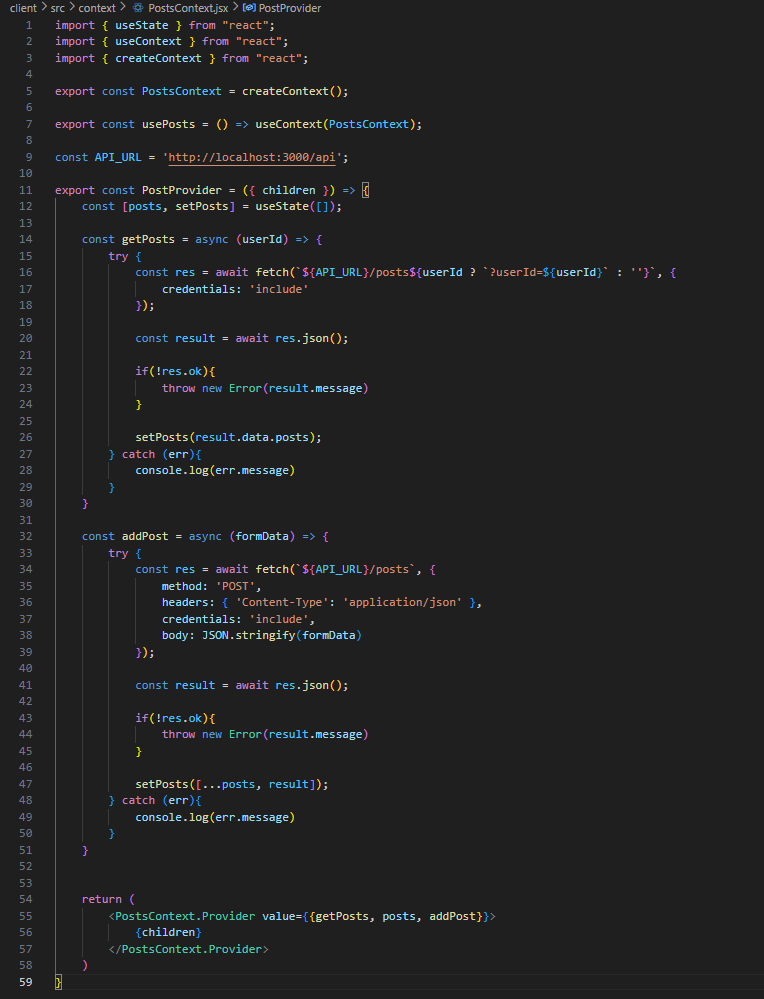 client > src > context > PostsContext.jsx > PostProvider
1 import { useState } from "react";
2 import { useContext } from "react";
3 import { createContext } from "react";
4
5 export const PostsContext = createContext();
6
7 export const usePosts = () => useContext(PostsContext);
8
9 const API_URL = 'http://localhost:3000/api';
10
11 export const PostProvider = ({ children }) => {
12     const [posts, setPosts] = useState([]);
13
14     const getPosts = async (userId) => {
15         try {
16             const res = await fetch(`${API_URL}/posts${userId ? `?userId=${userId}` : ''}`, {
17                 credentials: 'include'
18             });
19
20             const result = await res.json();
21
22             if(!res.ok){
23                 throw new Error(result.message)
24             }
25
26             setPosts(result.data.posts);
27         } catch (err){
28             console.log(err.message)
29         }
30     }
31
32     const addPost = async (formData) => {
33         try {
34             const res = await fetch(`${API_URL}/posts`, {
35                 method: 'POST',
36                 headers: { 'Content-Type': 'application/json' },
37                 credentials: 'include',
38                 body: JSON.stringify(formData)
39             });
40
41             const result = await res.json();
42
43             if(!res.ok){
44                 throw new Error(result.message)
45             }
46
47             setPosts([...posts, result]);
48         } catch (err){
49             console.log(err.message)
50         }
51     }
52
53
54     return (
55         <PostsContext.Provider value={{getPosts, posts, addPost}}>
56             {children}
57         </PostsContext.Provider>
58     )
59 }